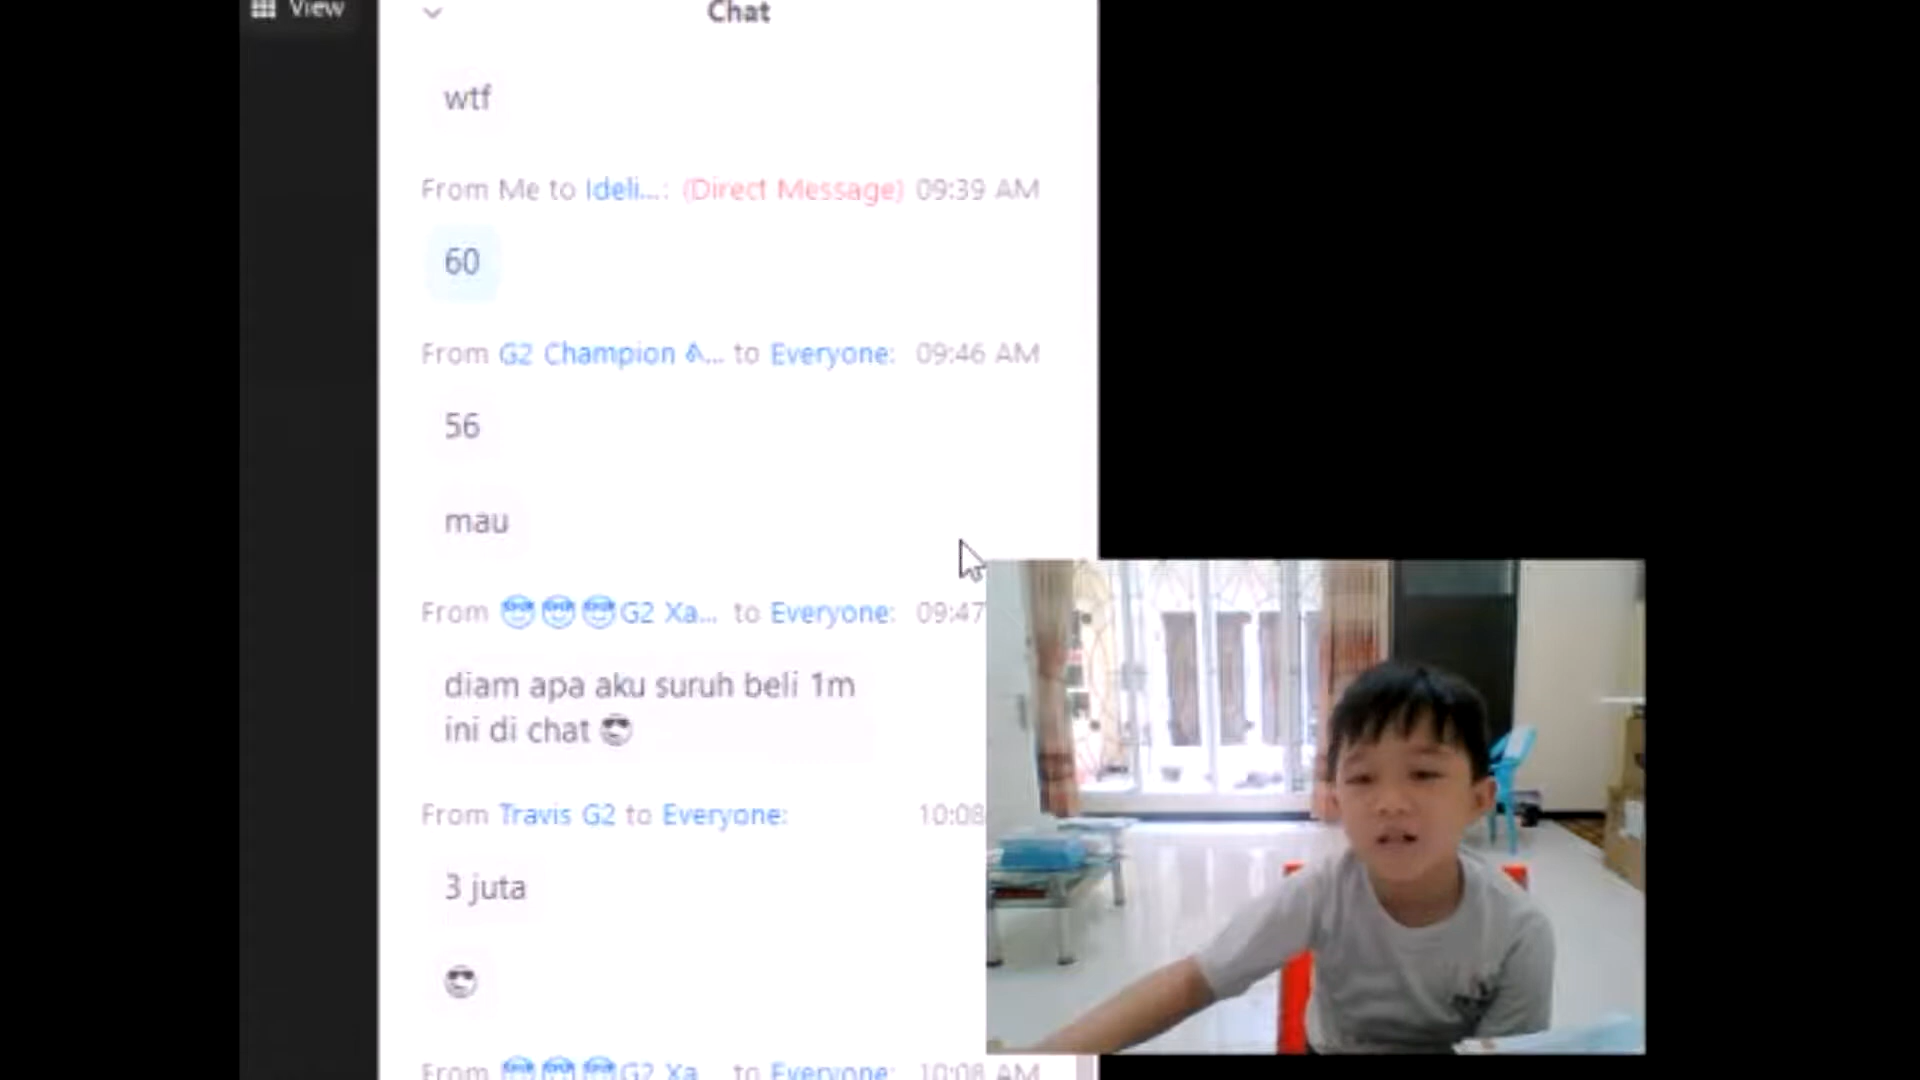 View
Chat
wtf
From Me to Ideli...: (Direct Message) 09:39 AM
60
From G2 Champion ... to Everyone: 09:46 AM
56
mau
From 😎😎😎G2 Xa... to Everyone: 09:47
diam apa aku suruh beli 1m
ini di chat 😎
From Travis G2 to Everyone: 10:08
3 juta
😎
From 😎😎😎G2 Xa... to Everyone: 10:08 AM